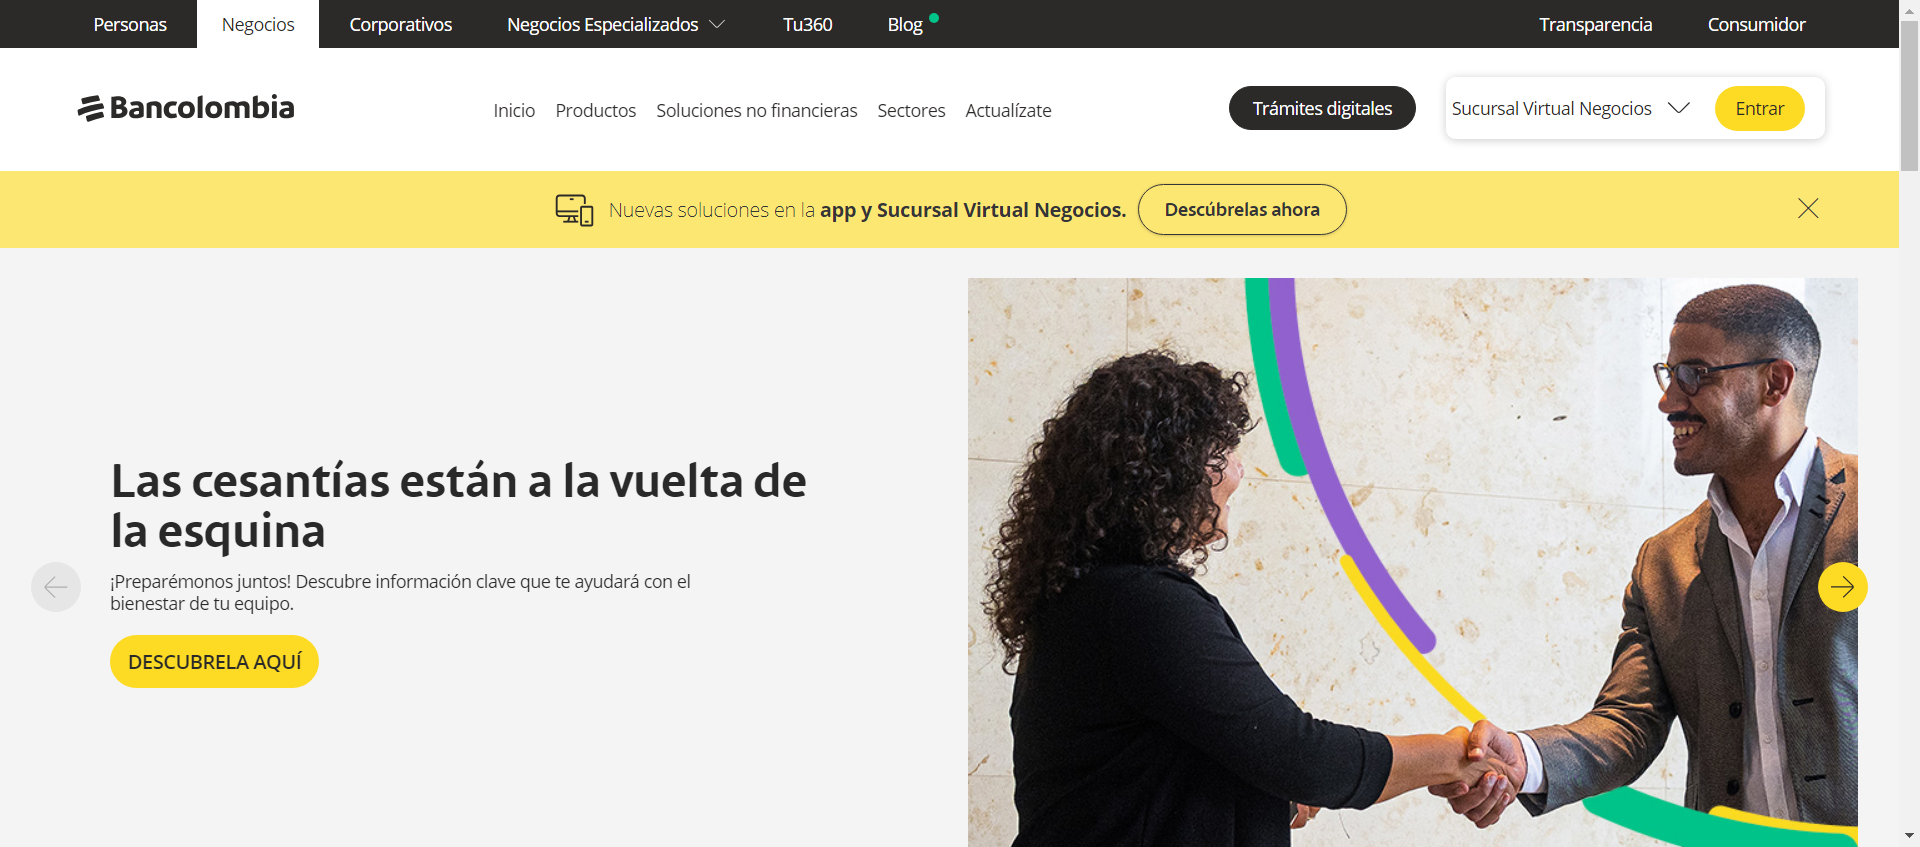 Personas Negocios Corporativos Negocios Especializados Tu360 Blog Transparencia Consumidor
Bancolombia Inicio Productos Soluciones no financieras Sectores Actualízate Trámites digitales Sucursal Virtual Negocios Entrar
Nuevas soluciones en la app y Sucursal Virtual Negocios. Descúbrelas ahora
Las cesantías están a la vuelta de
la esquina
¡Preparémonos juntos! Descubre información clave que te ayudará con el
bienestar de tu equipo.
DESCUBRELA AQUÍ